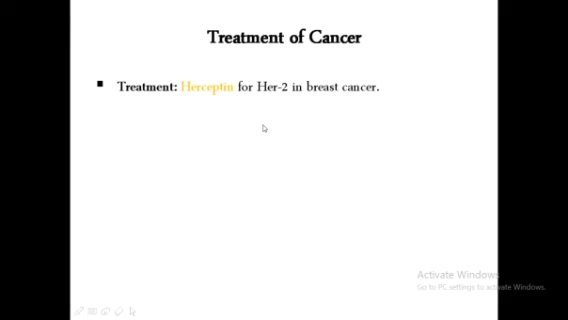 Treatment of Cancer
▪ Treatment: Herceptin for Her-2 in breast cancer.
Activate Windows
Go to PC settings to activate Windows.